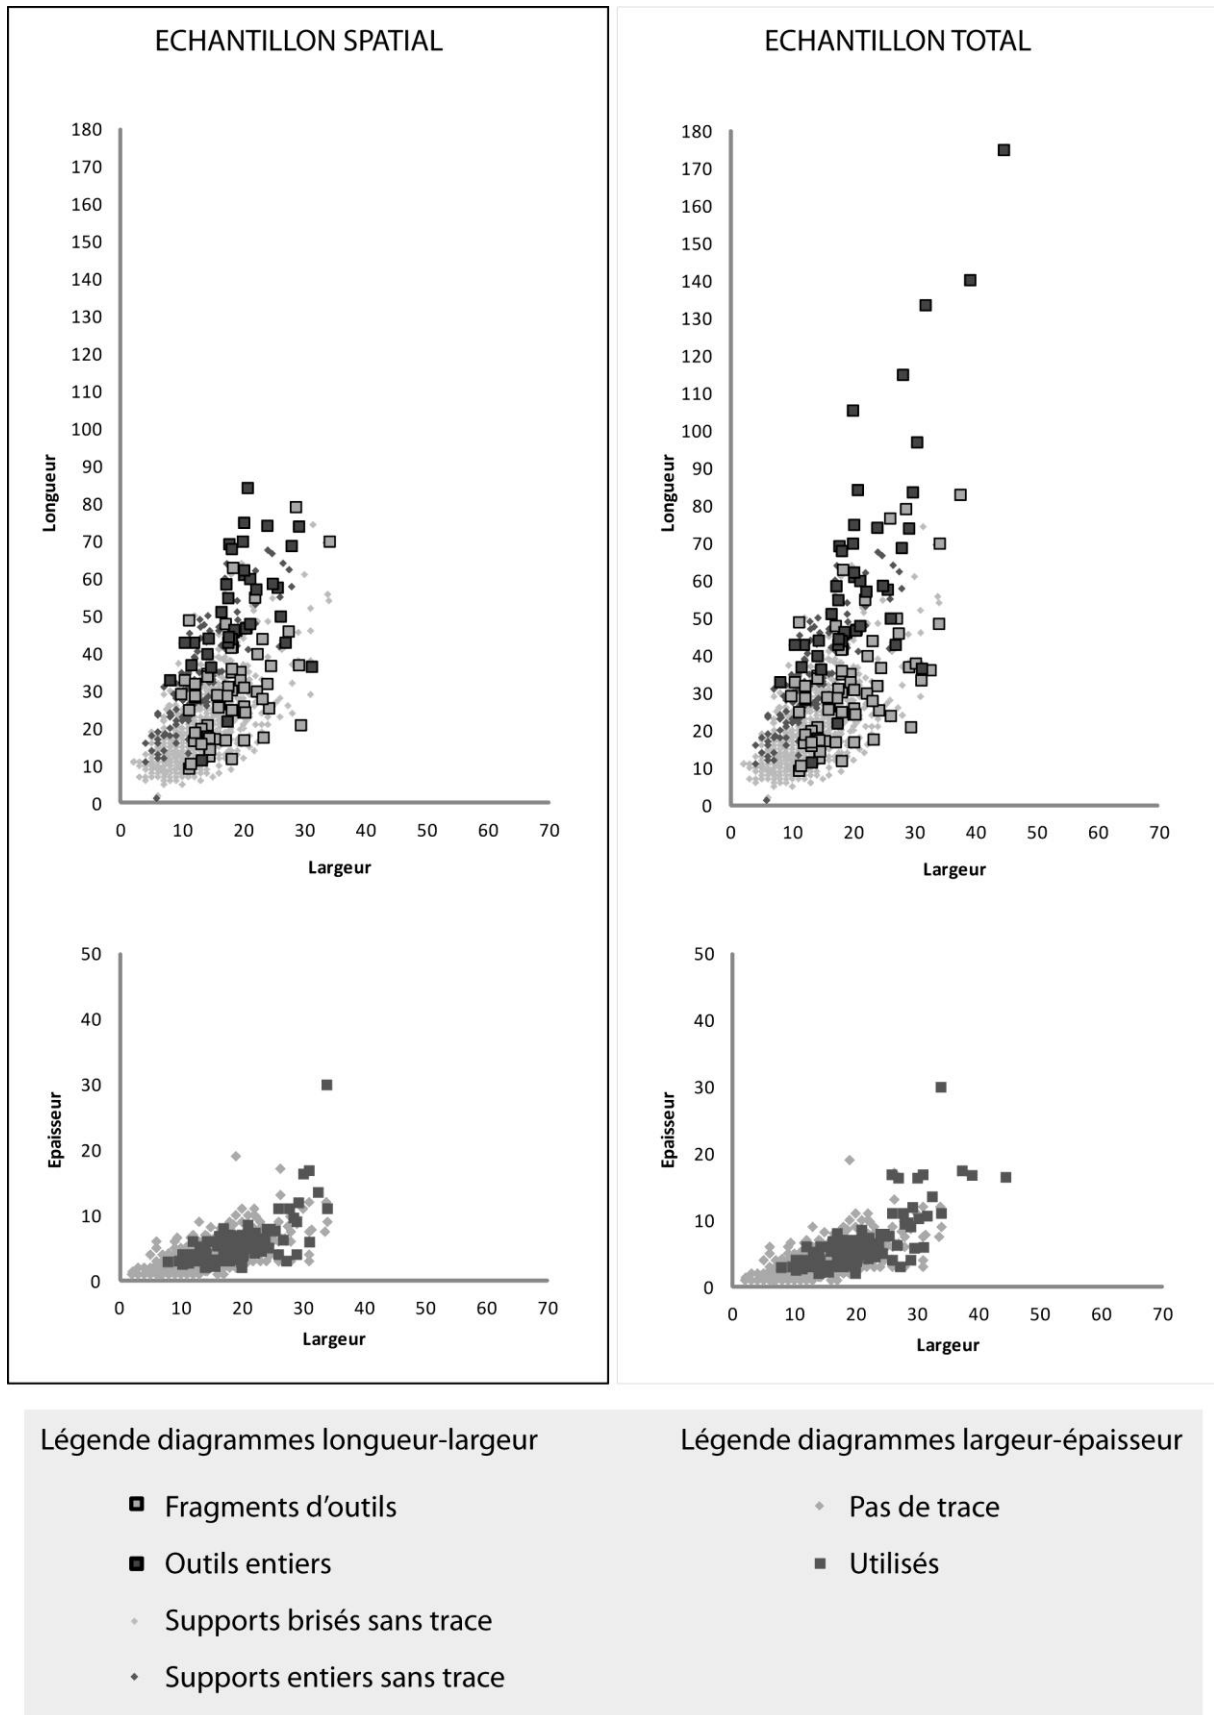 ECHANTILLON SPATIAL
180
170
160
150
140
130
120
110
100
90
80
70
60
50
40
30
20
10
0
Longueur
0 10 20 30 40 50 60 70
Largeur
50
40
30
20
10
0
Epaisseur
0 10 20 30 40 50 60 70
Largeur
ECHANTILLON TOTAL
180
170
160
150
140
130
120
110
100
90
80
70
60
50
40
30
20
10
0
Longueur
0 10 20 30 40 50 60 70
Largeur
50
40
30
20
10
0
Epaisseur
0 10 20 30 40 50 60 70
Largeur
Légende diagrammes longueur-largeur
Fragments d’outils
Outils entiers
Supports brisés sans trace
Supports entiers sans trace
Légende diagrammes largeur-épaisseur
Pas de trace
Utilisés